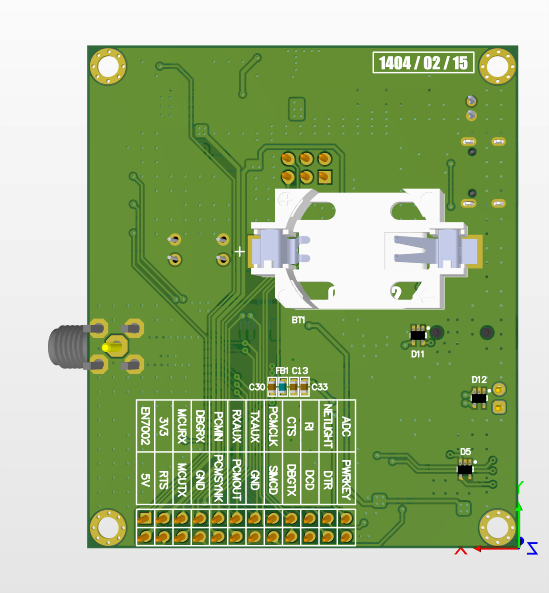 1404 / 02 / 15
BT1
D11
FB1 C13
C30
C33
D12
EN7002
3V3
MCURX
DBGRX
PCMIN
RXAUX
TXAUX
PCMCLK
CTS
RI
NETLIGHT
ADC
5V
RTS
MCUTX
GND
PCMSYNK
PCMOUT
GND
SIMCD
DBGTX
DCD
DTR
PWRKEY
D5
Y
X
Z